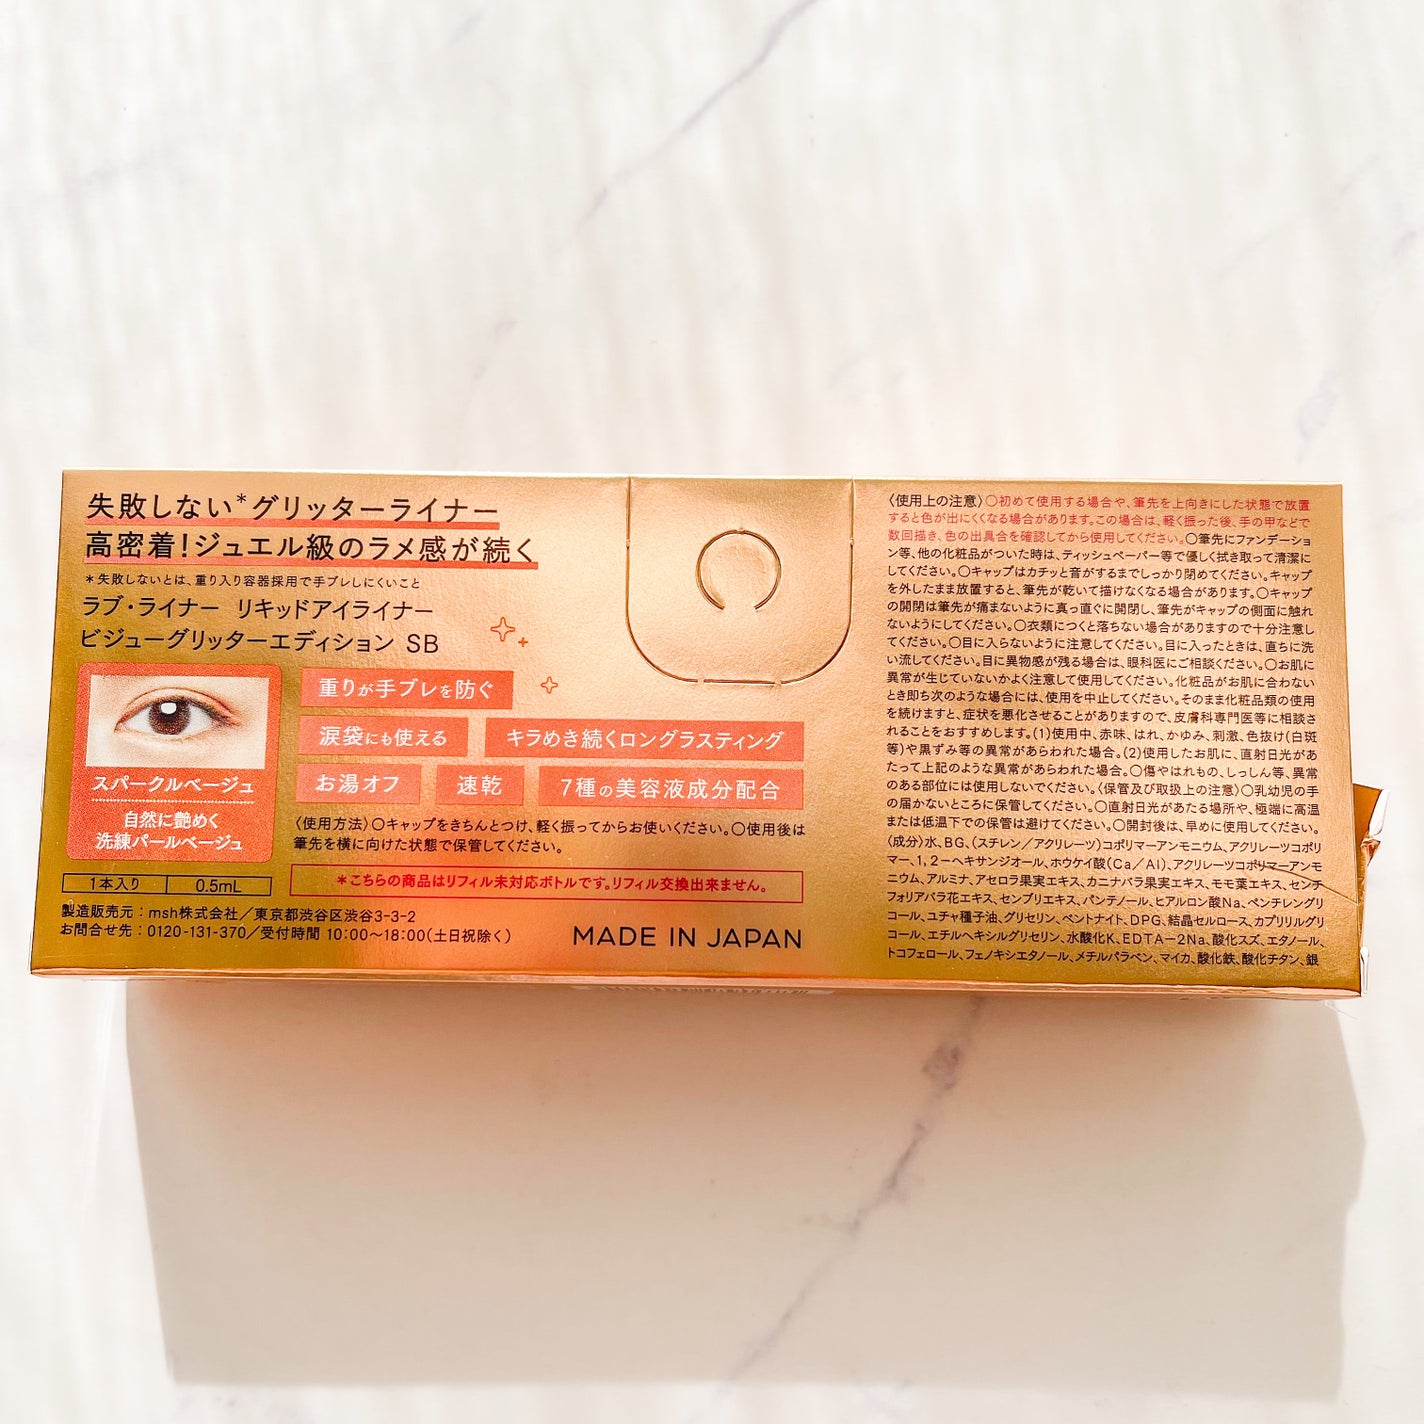 失敗しない*グリッターライナー
高密着!ジュエル級のラメ感が続く
*失敗しないとは、重り入り容器採用で手ブレしにくいこと
ラブ・ライナー リキッドアイライナー
ビジューグリッターエディション SB
スパークルベージュ
自然に艶めく
洗練パールベージュ
重りが手ブレを防ぐ
涙袋にも使える
キラめき続くロングラスティング
お湯オフ
速乾
7種の美容液成分配合
〈使用方法〉○キャップをきちんとつけ、軽く振ってからお使いください。○使用後は
筆先を横に向けた状態で保管してください。
*こちらの商品はリフィル未対応ボトルです。リフィル交換出来ません。
1本入り 0.5mL
製造販売元:msh株式会社/東京都渋谷区渋谷3-3-2
お問合せ先:0120-131-370/受付時間 10:00〜18:00(土日祝除く)
MADE IN JAPAN
〈使用上の注意〉○初めて使用する場合や、筆先を上向きにした状態で放置
すると色が出にくくなる場合があります。この場合は、軽く振った後、手の甲などで
数回描き、色の出具合を確認してから使用してください。○筆先にファンデーショ
ン等、他の化粧品がついた時は、ティッシュペーパー等で優しく拭き取って清潔に
してください。○キャップはカチッと音がするまでしっかり閉めてください。キャップ
を外したまま放置すると、筆先が乾いて描けなくなる場合があります。○キャップ
の開閉は筆先が痛まないように真っ直ぐに開閉し、筆先がキャップの側面に触れ
ないようにしてください。○衣類につくと落ちない場合がありますので十分注意し
てください。○目に入らないように注意してください。目に入ったときは、直ちに洗
い流してください。目に異物感が残る場合は、眼科医にご相談ください。○お肌に
異常が生じていないかよく注意して使用してください。化粧品がお肌に合わない
とき即ち次のような場合には、使用を中止してください。そのまま化粧品類の使用
を続けますと、症状を悪化させることがありますので、皮膚科専門医等に相談さ
れることをおすすめします。(1)使用中、赤味、はれ、かゆみ、刺激、色抜け(白斑
等)や黒ずみ等の異常があらわれた場合。(2)使用したお肌に、直射日光があ
たって上記のような異常があらわれた場合。○傷やはれもの、しっしん等、異常
のある部位には使用しないでください。〈保管及び取扱上の注意〉○乳幼児の手
の届かないところに保管してください。○直射日光があたる場所や、極端に高温
または低温下での保管は避けてください。○開封後は、早めに使用してください。
〈成分〉水、BG、(スチレン/アクリレーツ)コポリマーアンモニウム、アクリレーツコポリ
マー、1,2-ヘキサンジオール、ホウケイ酸(Ca/Al)、アクリレーツコポリマーアンモ
ニウム、アルミナ、アセロラ果実エキス、カニナバラ果実エキス、モモ葉エキス、センチ
フォリアバラ花エキス、センブリエキス、パンテノール、ヒアルロン酸Na、ペンチレングリ
コール、ユチャ種子油、グリセリン、ベントナイト、DPG、結晶セルロース、カプリリルグリ
コール、エチルヘキシルグリセリン、水酸化K、EDTA-2Na、酸化スズ、エタノール、
トコフェロール、フェノキシエタノール、メチルパラベン、マイカ、酸化鉄、酸化チタン、銀